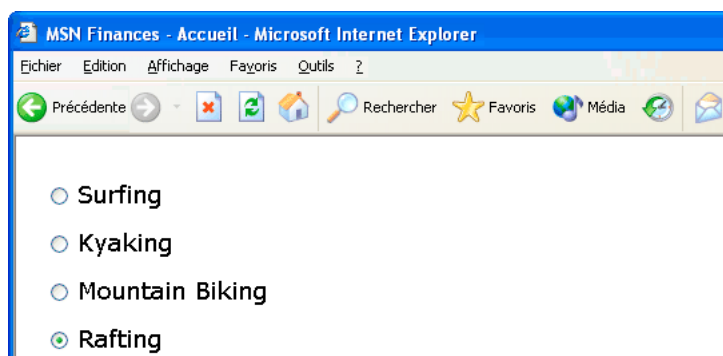 MSN Finances - Accueil - Microsoft Internet Explorer
Fichier Edition Affichage Favoris Outils ?
Précédente Rechercher Favoris Média
Surfing
Kyaking
Mountain Biking
Rafting